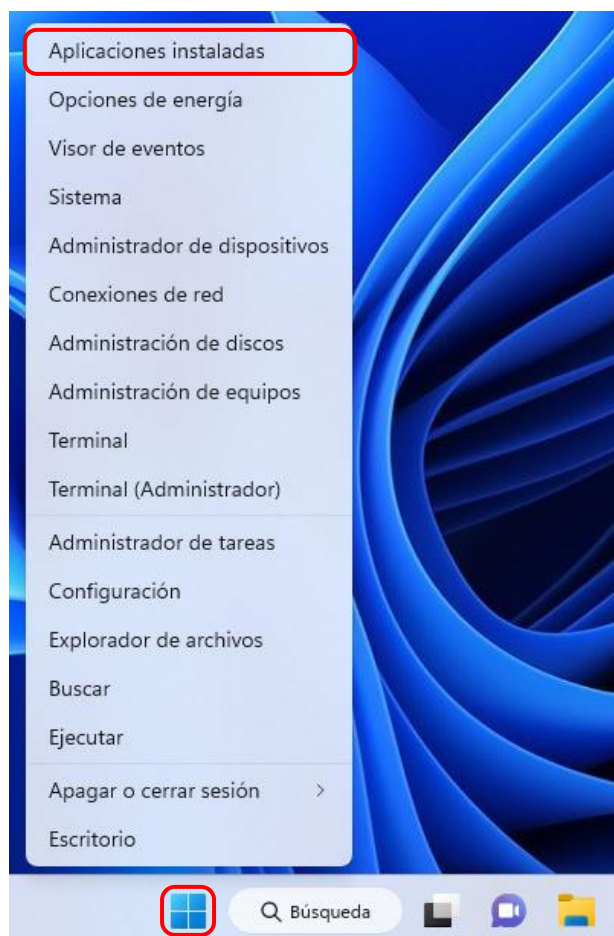 Aplicaciones instaladas
Opciones de energía
Visor de eventos
Sistema
Administrador de dispositivos
Conexiones de red
Administración de discos
Administración de equipos
Terminal
Terminal (Administrador)
Administrador de tareas
Configuración
Explorador de archivos
Buscar
Ejecutar
Apagar o cerrar sesión
Escritorio
Búsqueda